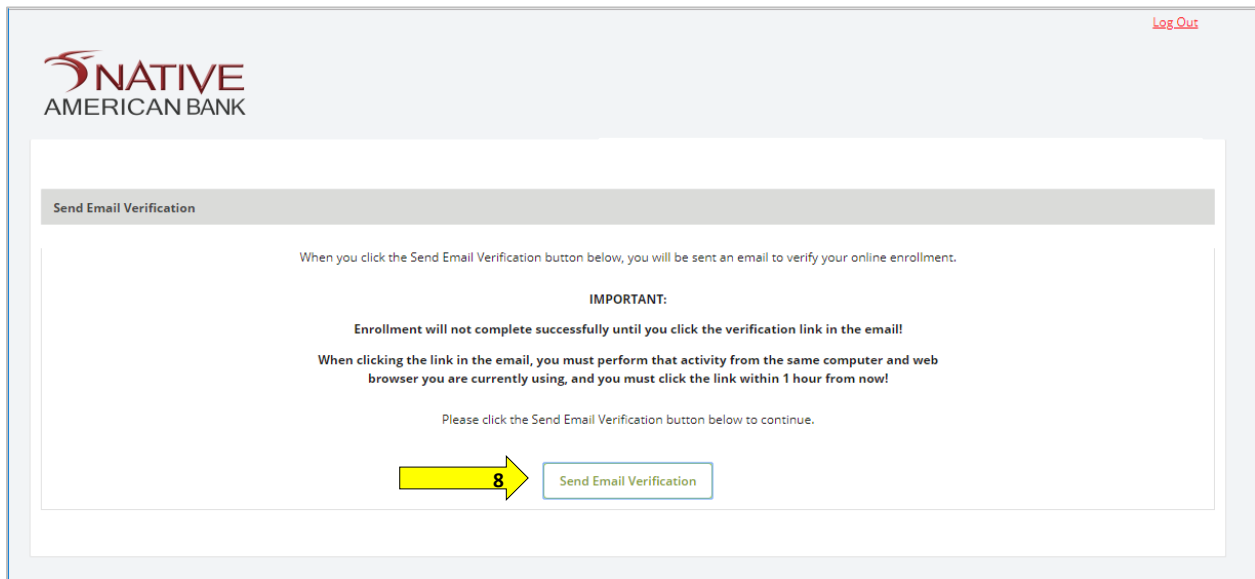 Log Out
NATIVE
AMERICAN BANK
Send Email Verification
When you click the Send Email Verification button below, you will be sent an email to verify your online enrollment.
IMPORTANT:
Enrollment will not complete successfully until you click the verification link in the email!
When clicking the link in the email, you must perform that activity from the same computer and web
browser you are currently using, and you must click the link within 1 hour from now!
Please click the Send Email Verification button below to continue.
8
Send Email Verification